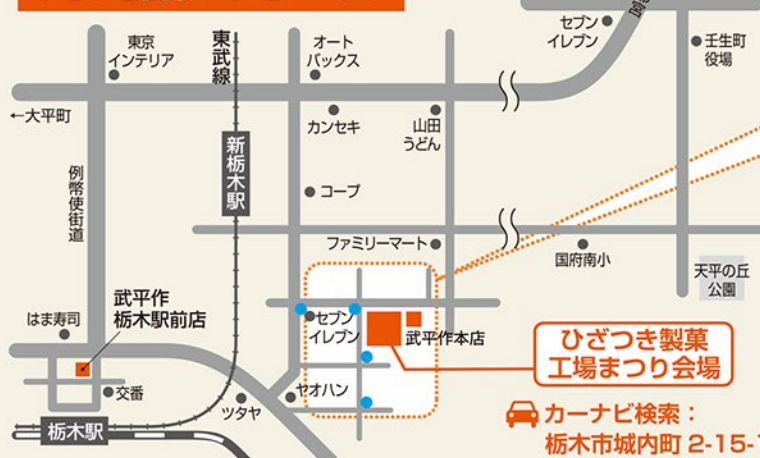 セブン
イレブン
壬生町
役場
東京
インテリア
東武線
オート
バックス
←大平町
カンセキ
山田
うどん
新栃木駅
例幣使街道
コープ
ファミリーマート
国府南小
天平の丘
公園
武平作
栃木駅前店
はま寿司
セブン
イレブン
武平作本店
ひざつき製菓
工場まつり会場
交番
ツタヤ
ヤオハン
栃木駅
カーナビ検索：
栃木市城内町 2-15-